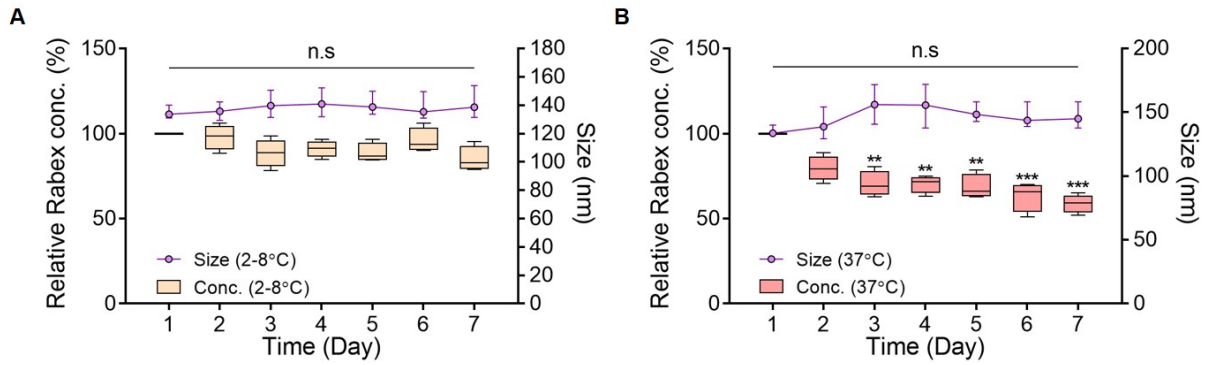 A
B
n.s
n.s
Relative Rabex conc. (%)
150
100
50
0
180
160
140
120
100
80
60
40
20
0
Size (nm)
Size (2-8°C)
Conc. (2-8°C)
1 2 3 4 5 6 7
Time (Day)
Relative Rabex conc. (%)
150
100
50
0
200
150
100
50
0
Size (nm)
** ** ** *** ***
Size (37°C)
Conc. (37°C)
1 2 3 4 5 6 7
Time (Day)